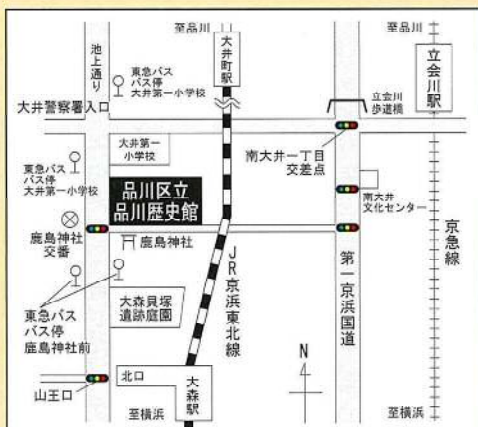 至品川
至品川
池上通り
東急バス
バス停
大井第一小学校
大井町駅
立会川
歩道橋
立会川駅
大井警察署入口
大井第一
小学校
南大井一丁目
交差点
東急バス
バス停
大井第一小学校
品川区立
品川歴史館
南大井
文化センター
鹿島神社
交番
鹿島神社
JR京浜東北線
第一京浜国道
京急線
東急バス
バス停
鹿島神社前
大森貝塚
遺跡庭園
N
北口
大森駅
山王口
至横浜
至横浜